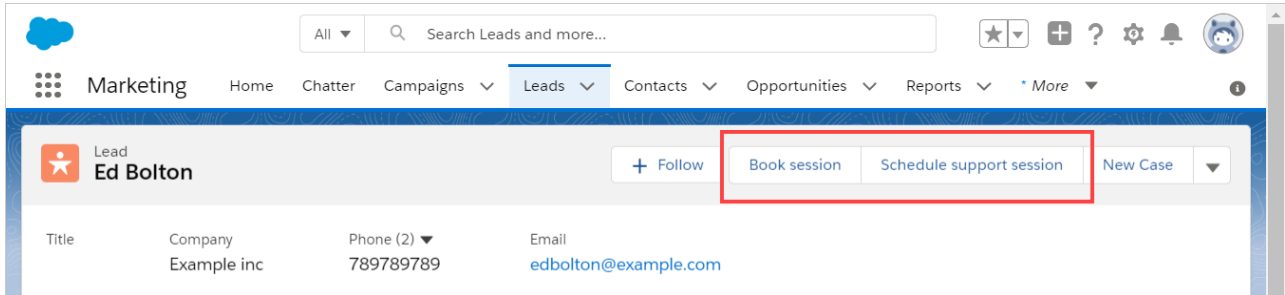 All Search Leads and more...
Marketing Home Chatter Campaigns Leads Contacts Opportunities Reports * More
Lead
Ed Bolton
+ Follow Book session Schedule support session New Case
Title Company Phone (2) Email
Example inc 789789789 edbolton@example.com